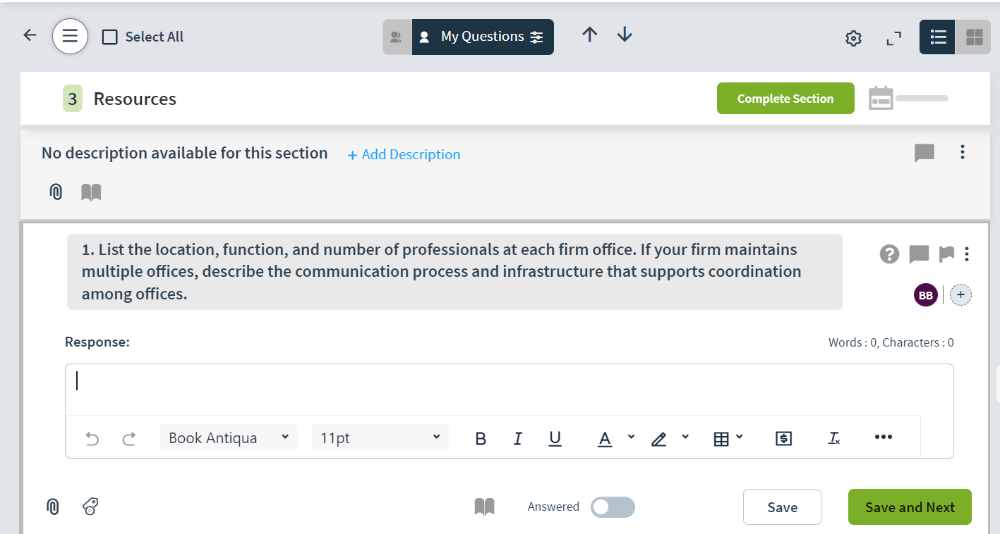 Select All
My Questions
3 Resources
Complete Section
No description available for this section
+ Add Description
1. List the location, function, and number of professionals at each firm office. If your firm maintains
multiple offices, describe the communication process and infrastructure that supports coordination
among offices.
BB
+
Response:
Words : 0, Characters : 0
Book Antiqua
11pt
B I U A
Answered
Save
Save and Next